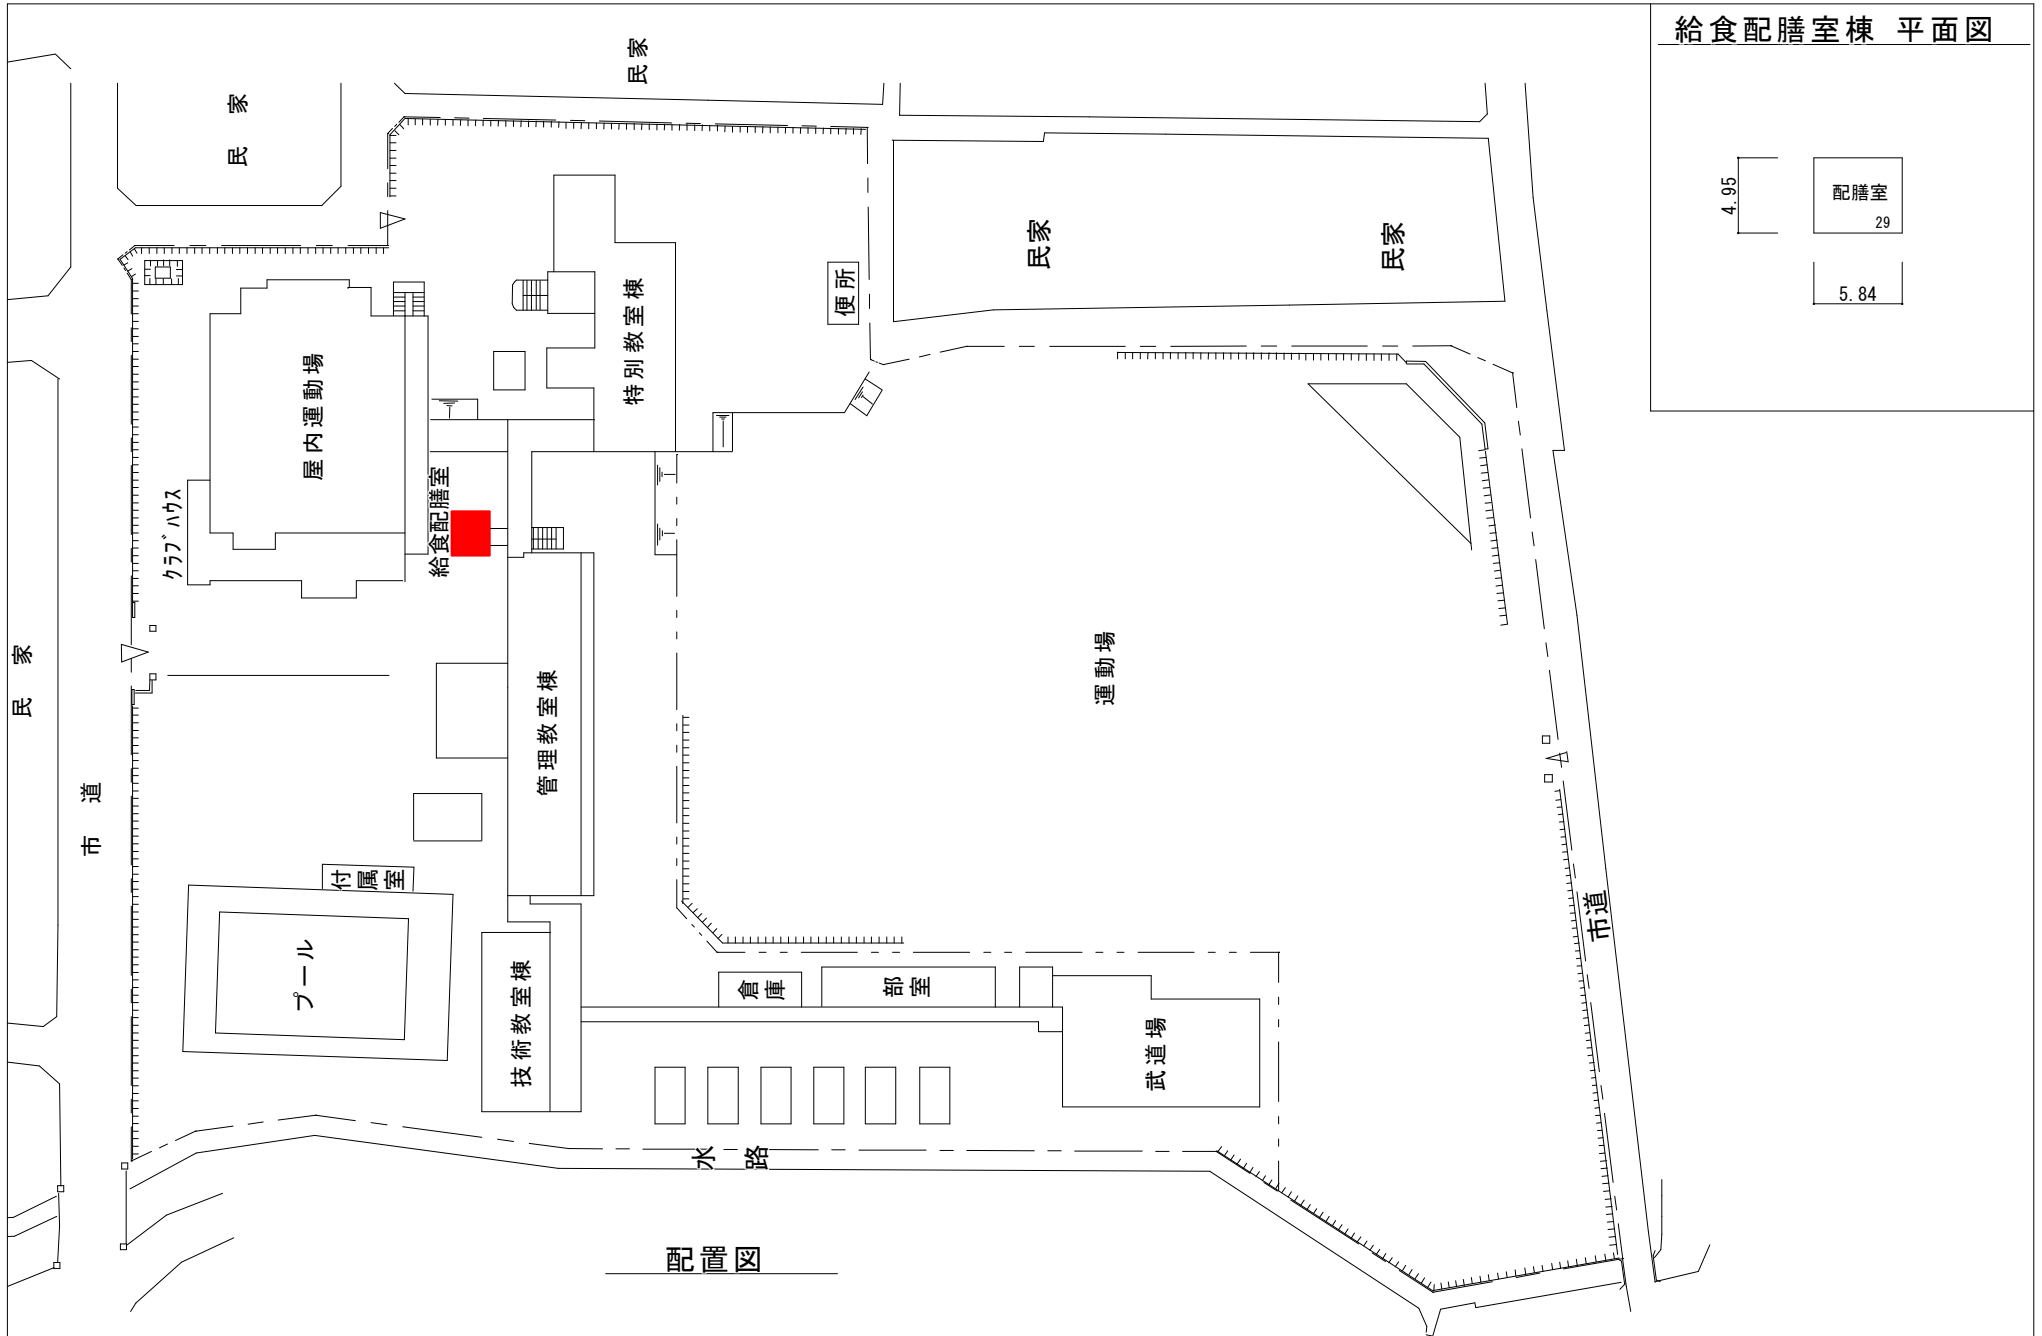 給食配膳室棟 平面図
4.95
配膳室
29
5.84
民家
民 家
民家
民家
便所
特別教室棟
屋内運動場
クラブハウス
給食配膳室
民 家
運動場
管理教室棟
市 道
付属室
プール
市道
技術教室棟
倉庫
部室
武道場
水 路
配置図